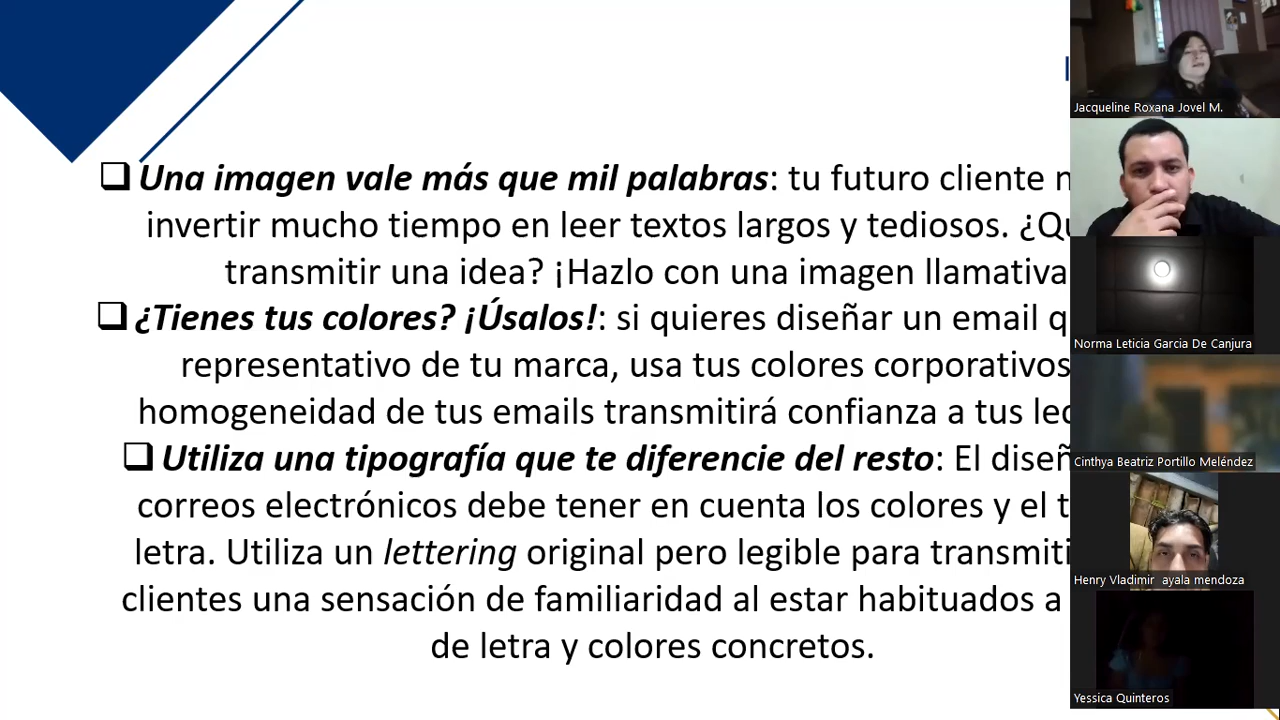 ❑ Una imagen vale más que mil palabras: tu futuro cliente
invertir mucho tiempo en leer textos largos y tediosos.
transmitir una idea? ¡Hazlo con una imagen llamativa
❑ ¿Tienes tus colores? ¡Úsalos!: si quieres diseñar un email
representativo de tu marca, usa tus colores corporativos
homogeneidad de tus emails transmitirá confianza a tus
❑ Utiliza una tipografía que te diferencie del resto: El
correos electrónicos debe tener en cuenta los colores y el
letra. Utiliza un lettering original pero legible para
clientes una sensación de familiaridad al estar habituados a
de letra y colores concretos.
Jacqueline Roxana Jovel M.
Norma Leticia Garcia De Canjura
Cinthya Beatriz Portillo Meléndez
Henry Vladimir ayala mendoza
Yessica Quinteros